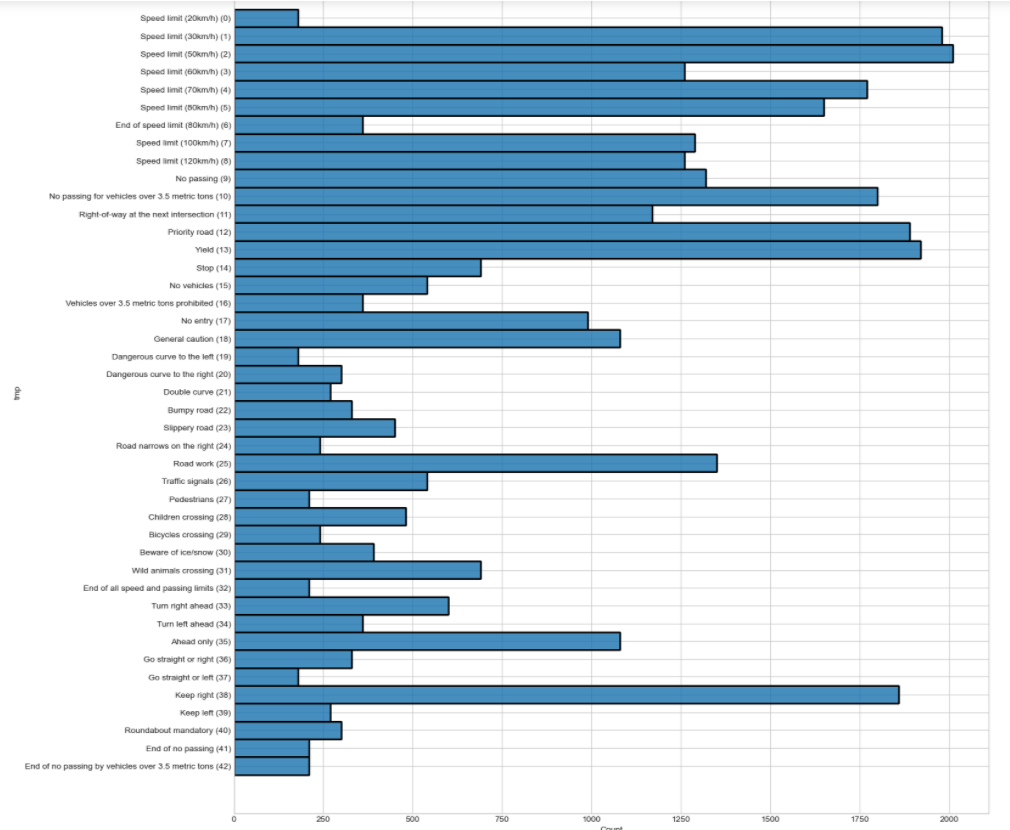 Speed limit (20km/h) (0)
Speed limit (30km/h) (1)
Speed limit (50km/h) (2)
Speed limit (60km/h) (3)
Speed limit (70km/h) (4)
Speed limit (80km/h) (5)
End of speed limit (80km/h) (6)
Speed limit (100km/h) (7)
Speed limit (120km/h) (8)
No passing (9)
No passing for vehicles over 3.5 metric tons (10)
Right-of-way at the next intersection (11)
Priority road (12)
Yield (13)
Stop (14)
No vehicles (15)
Vehicles over 3.5 metric tons prohibited (16)
No entry (17)
General caution (18)
Dangerous curve to the left (19)
Dangerous curve to the right (20)
Double curve (21)
Bumpy road (22)
Slippery road (23)
Road narrows on the right (24)
Road work (25)
Traffic signals (26)
Pedestrians (27)
Children crossing (28)
Bicycles crossing (29)
Beware of ice/snow (30)
Wild animals crossing (31)
End of all speed and passing limits (32)
Turn right ahead (33)
Turn left ahead (34)
Ahead only (35)
Go straight or right (36)
Go straight or left (37)
Keep right (38)
Keep left (39)
Roundabout mandatory (40)
End of no passing (41)
End of no passing by vehicles over 3.5 metric tons (42)
tmp
0 250 500 750 1000 1250 1500 1750 2000
Count